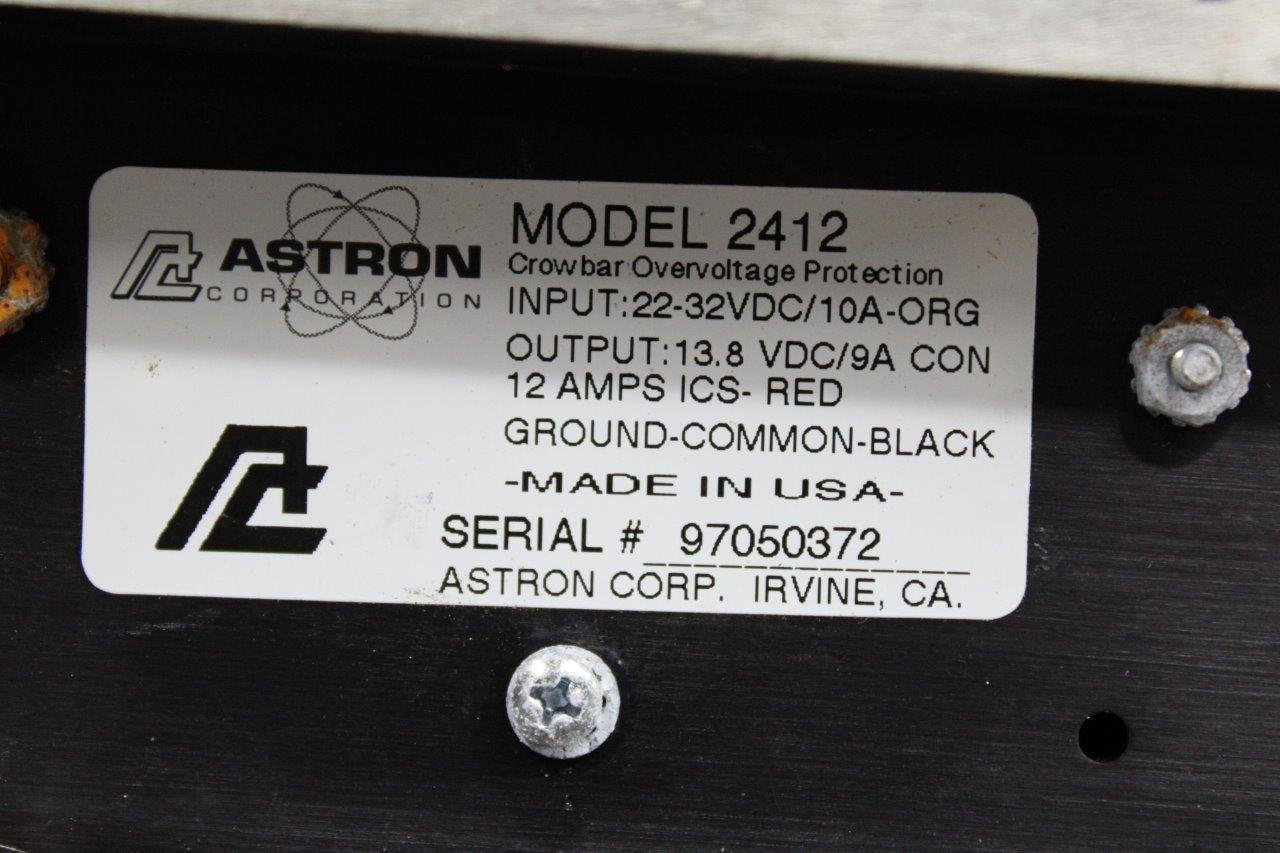 ASTRON
CORPORATION
MODEL 2412
Crowbar Overvoltage Protection
INPUT:22-32VDC/10A-ORG
OUTPUT:13.8 VDC/9A CON
12 AMPS ICS- RED
GROUND-COMMON-BLACK
-MADE IN USA-
SERIAL # 97050372
ASTRON CORP. IRVINE, CA.